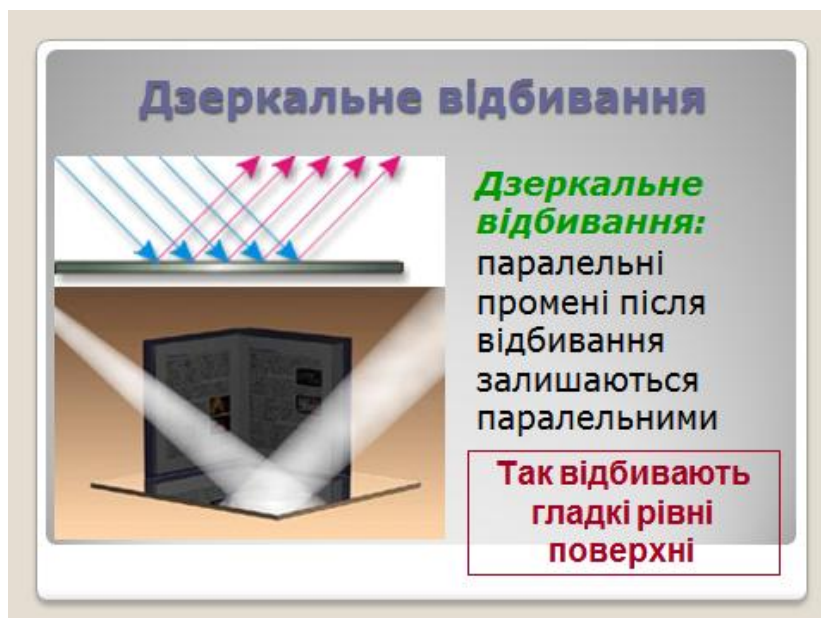 Дзеркальне відбивання
Дзеркальне
відбивання:
паралельні
промені після
відбивання
залишаються
паралельними
Так відбивають
гладкі рівні
поверхні